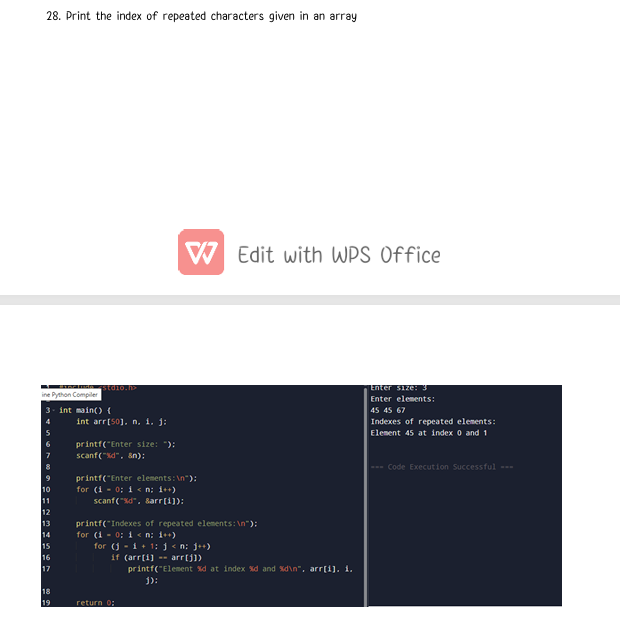 28. Print the index of repeated characters given in an array
Edit with WPS Office
1 #include <stdio.h>
ine Python Compiler
3 int main() {
4 int arr[50], n, i, j;
5
6 printf("Enter size: ");
7 scanf("%d", &n);
8
9 printf("Enter elements:\n");
10 for (i = 0; i < n; i++)
11 scanf("%d", &arr[i]);
12
13 printf("Indexes of repeated elements:\n");
14 for (i = 0; i < n; i++)
15 for (j = i + 1; j < n; j++)
16 if (arr[i] == arr[j])
17 printf("Element %d at index %d and %d\n", arr[i], i,
j);
18
19 return 0;
Enter size: 3
Enter elements:
45 45 67
Indexes of repeated elements:
Element 45 at index 0 and 1
=== Code Execution Successful ===